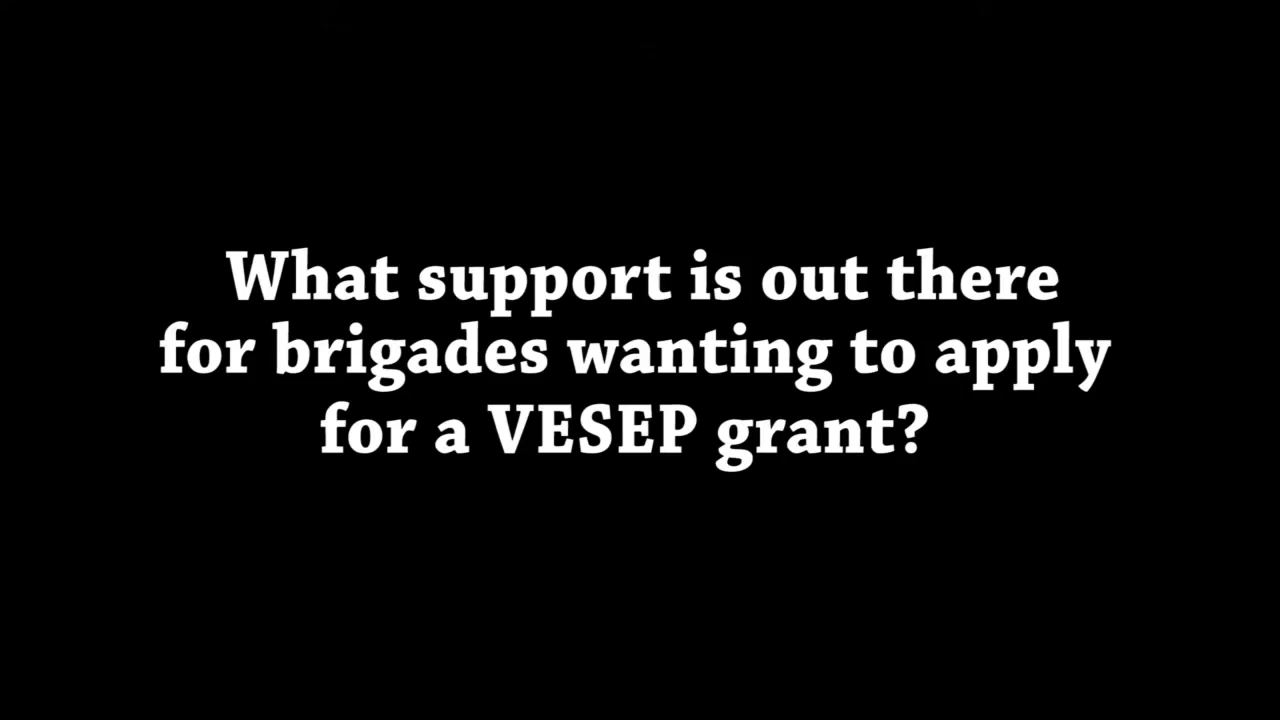 What support is out there
for brigades wanting to apply
for a VESEP grant?